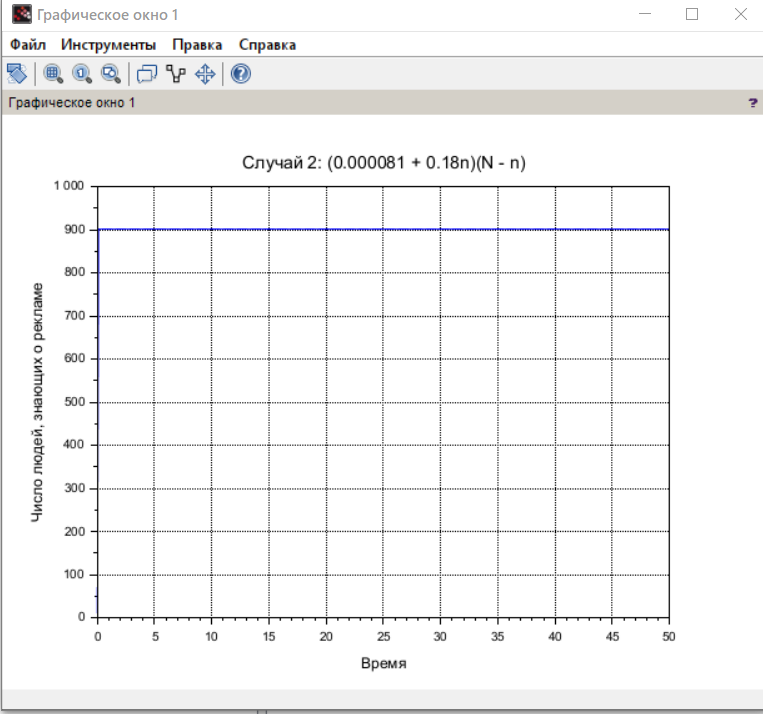 Графическое окно 1
Файл Инструменты Правка Справка
Графическое окно 1 ?
Случай 2: (0.000081 + 0.18n)(N - n)
1 000
900
800
700
600
500
400
300
200
100
0
Число людей, знающих о рекламе
0 5 10 15 20 25 30 35 40 45 50
Время